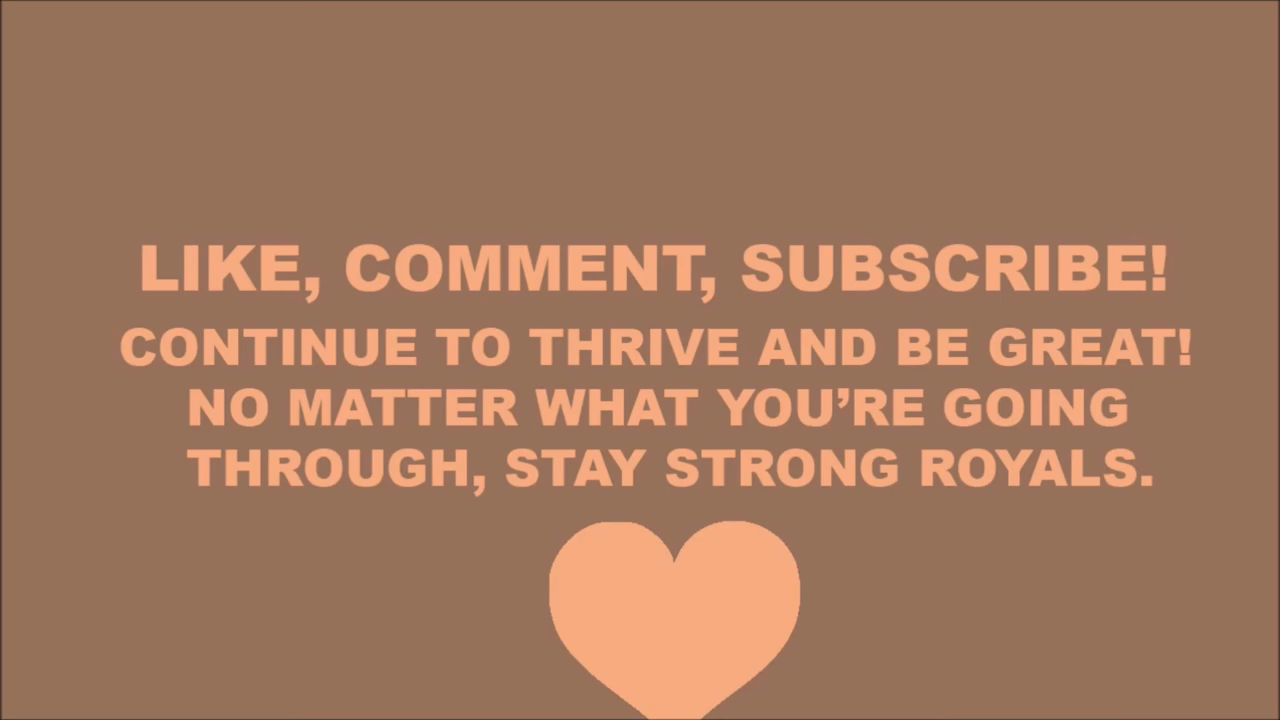 LIKE, COMMENT, SUBSCRIBE!
CONTINUE TO THRIVE AND BE GREAT!
NO MATTER WHAT YOU’RE GOING
THROUGH, STAY STRONG ROYALS.